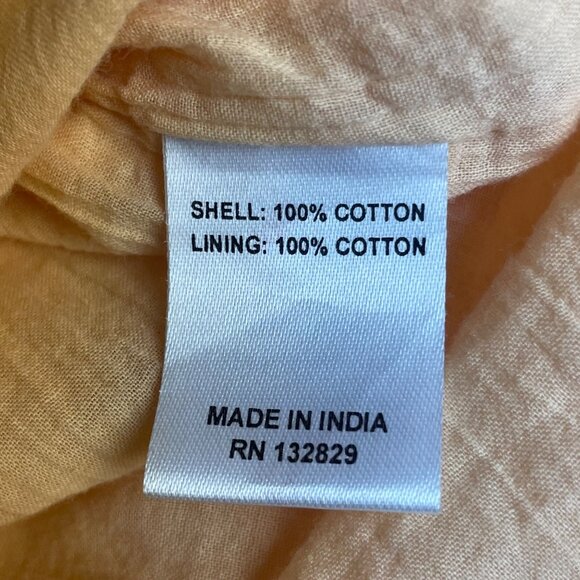 SHELL: 100% COTTON
LINING: 100% COTTON
MADE IN INDIA
RN 132829